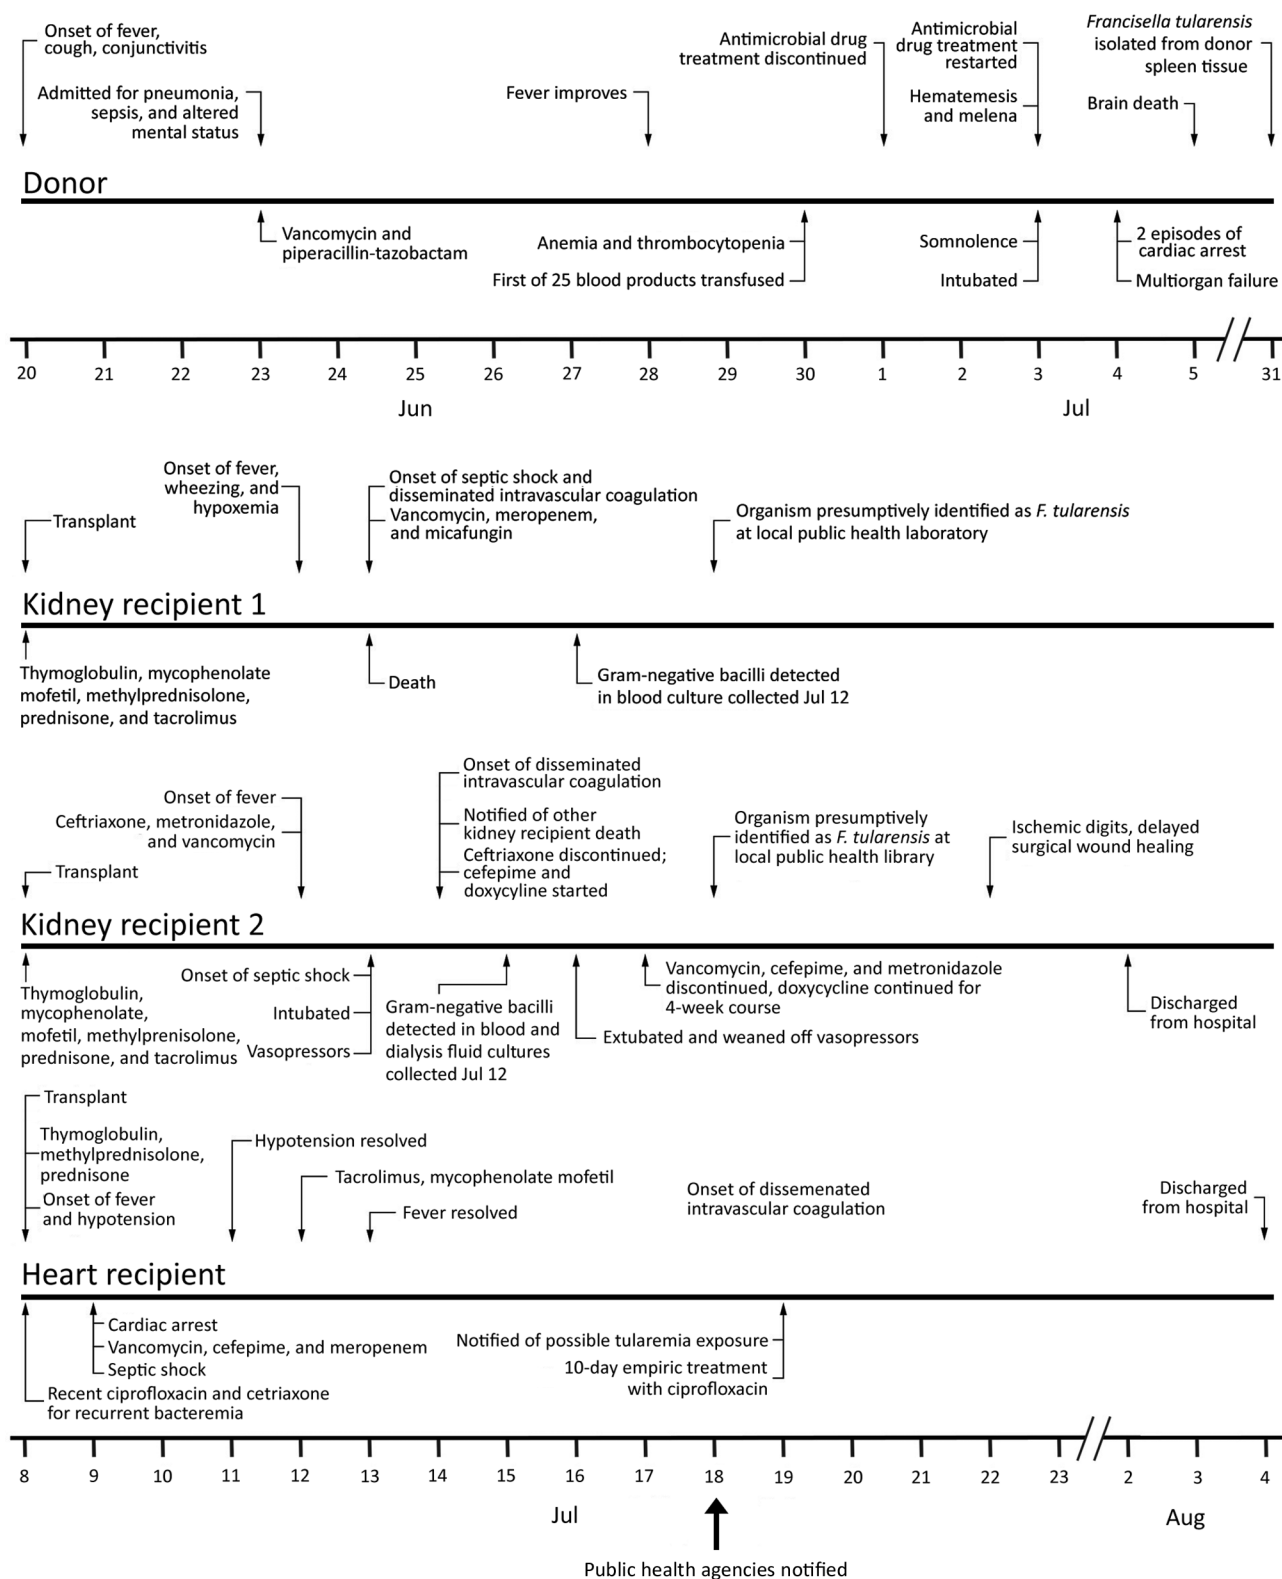 Onset of fever,
cough, conjunctivitis
Admitted for pneumonia,
sepsis, and altered
mental status
Fever improves
Antimicrobial drug
treatment discontinued
Antimicrobial
drug treatment
restarted
Hematemesis
and melena
Francisella tularensis
isolated from donor
spleen tissue
Brain death
Donor
Vancomycin and
piperacillin-tazobactam
Anemia and thrombocytopenia
First of 25 blood products transfused
Somnolence
Intubated
2 episodes of
cardiac arrest
Multiorgan failure
20 21 22 23 24 25 26 27 28 29 30 1 2 3 4 5 31
Jun Jul
Transplant
Onset of fever,
wheezing, and
hypoxemia
Onset of septic shock and
disseminated intravascular coagulation
Vancomycin, meropenem,
and micafungin
Organism presumptively identified as F. tularensis
at local public health laboratory
Kidney recipient 1
Thymoglobulin, mycophenolate
mofetil, methylprednisolone,
prednisone, and tacrolimus
Death
Gram-negative bacilli detected
in blood culture collected Jul 12
Onset of fever
Ceftriaxone, metronidazole,
and vancomycin
Transplant
Onset of disseminated
intravascular coagulation
Notified of other
kidney recipient death
Ceftriaxone discontinued;
cefepime and
doxycyline started
Organism presumptively
identified as F. tularensis at
local public health library
Ischemic digits, delayed
surgical wound healing
Kidney recipient 2
Thymoglobulin,
mycophenolate,
mofetil, methylprenisolone,
prednisone, and tacrolimus
Onset of septic shock
Intubated
Vasopressors
Gram-negative bacilli
detected in blood and
dialysis fluid cultures
collected Jul 12
Vancomycin, cefepime, and metronidazole
discontinued, doxycycline continued for
4-week course
Extubated and weaned off vasopressors
Discharged
from hospital
Transplant
Thymoglobulin,
methylprednisolone,
prednisone
Onset of fever
and hypotension
Hypotension resolved
Tacrolimus, mycophenolate mofetil
Fever resolved
Onset of dissemenated
intravascular coagulation
Discharged
from hospital
Heart recipient
Cardiac arrest
Vancomycin, cefepime, and meropenem
Septic shock
Recent ciprofloxacin and cetriaxone
for recurrent bacteremia
Notified of possible tularemia exposure
10-day empiric treatment
with ciprofloxacin
8 9 10 11 12 13 14 15 16 17 18 19 20 21 22 23 2 3 4
Jul Aug
Public health agencies notified